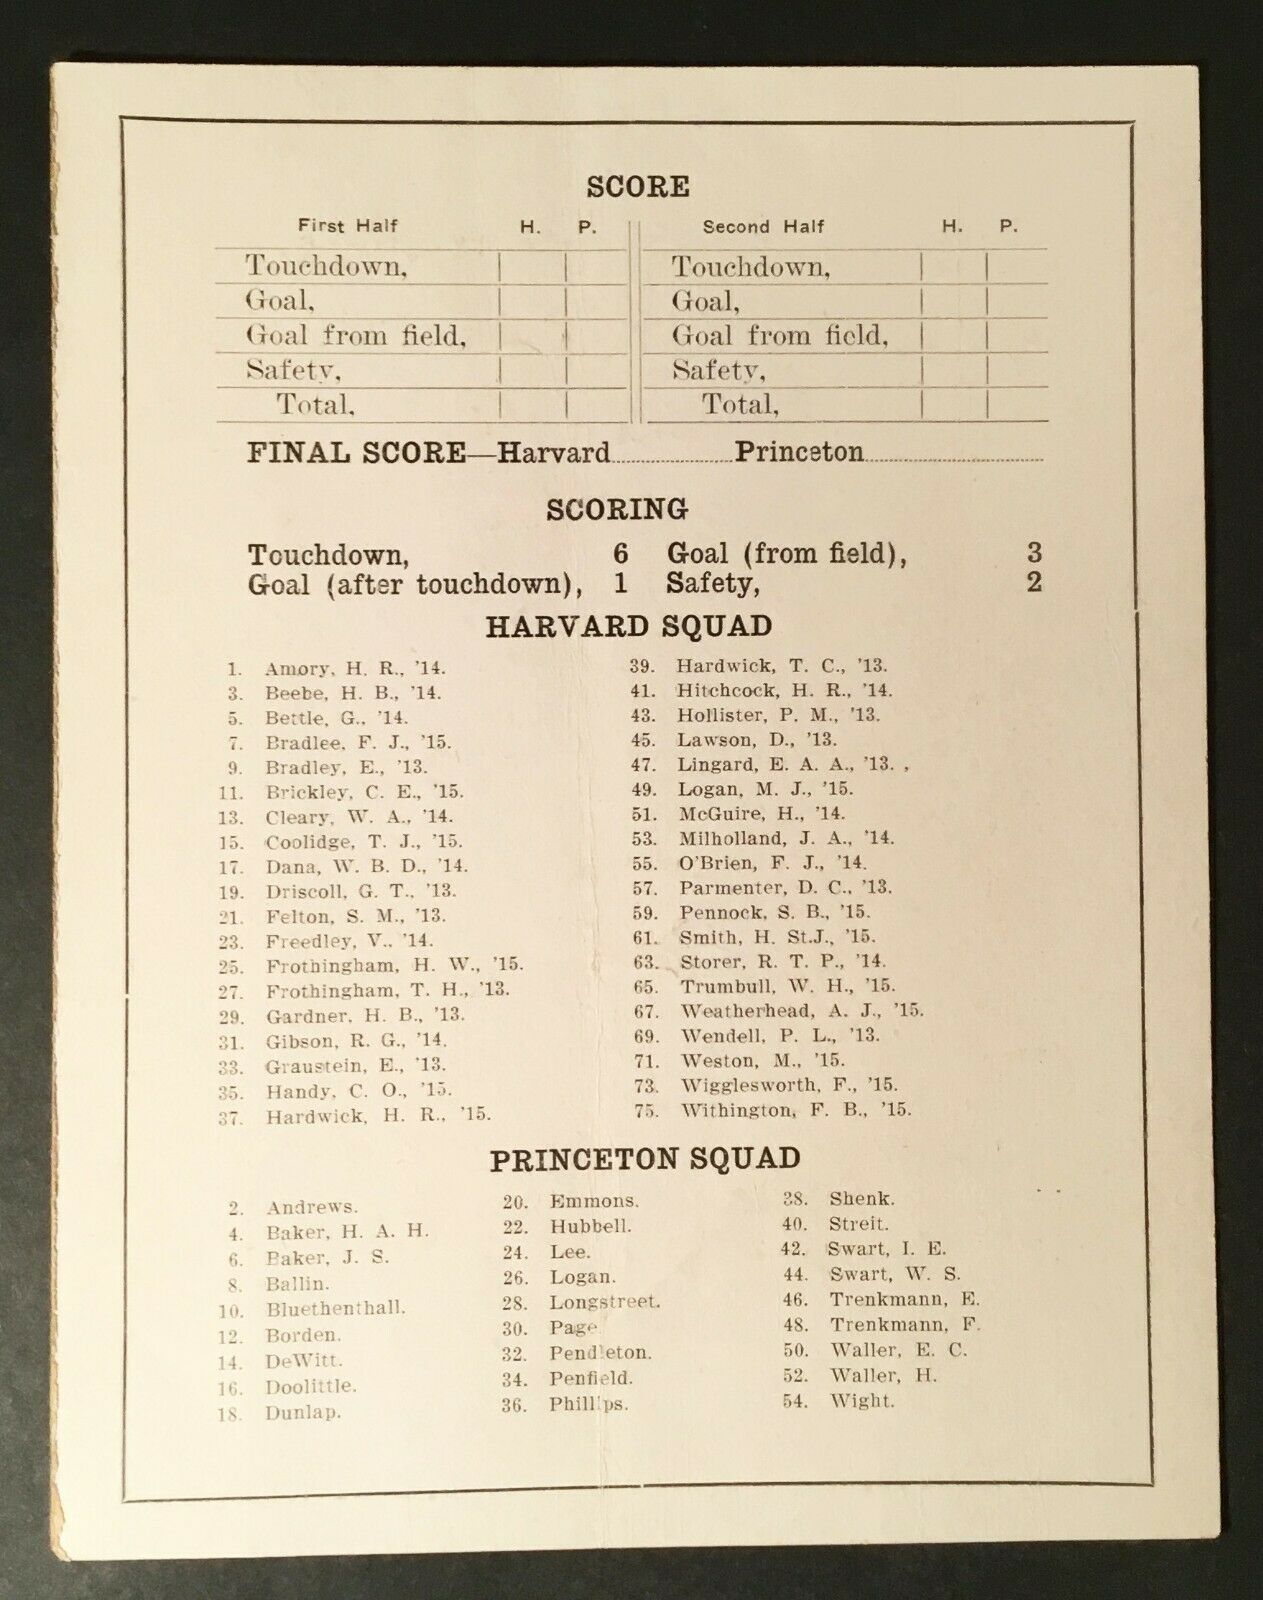 SCORE
First Half H. P. Second Half H. P.
Touchdown, Touchdown,
Goal, Goal,
Goal from field, Goal from field,
Safety, Safety,
Total, Total,
FINAL SCORE—Harvard Princeton
SCORING
Touchdown, 6 Goal (from field), 3
Goal (after touchdown), 1 Safety, 2
HARVARD SQUAD
1. Amory, H. R., '14.
3. Beebe, H. B., '14.
5. Bettle, G., '14.
7. Bradlee, F. J., '15.
9. Bradley, E., '13.
11. Brickley, C. E., '15.
13. Cleary, W. A., '14.
15. Coolidge, T. J., '15.
17. Dana, W. B. D., '14.
19. Driscoll, G. T., '13.
21. Felton, S. M., '13.
23. Freedley, V., '14.
25. Frothingham, H. W., '15.
27. Frothingham, T. H., '13.
29. Gardner, H. B., '13.
31. Gibson, R. G., '14.
33. Graustein, E., '13.
35. Handy, C. O., '15.
37. Hardwick, H. R., '15.
39. Hardwick, T. C., '13.
41. Hitchcock, H. R., '14.
43. Hollister, P. M., '13.
45. Lawson, D., '13.
47. Lingard, E. A. A., '13. ,
49. Logan, M. J., '15.
51. McGuire, H., '14.
53. Milholland, J. A., '14.
55. O'Brien, F. J., '14.
57. Parmenter, D. C., '13.
59. Pennock, S. B., '15.
61. Smith, H. St.J., '15.
63. Storer, R. T. P., '14.
65. Trumbull, W. H., '15.
67. Weatherhead, A. J., '15.
69. Wendell, P. L., '13.
71. Weston, M., '15.
73. Wigglesworth, F., '15.
75. Withington, F. B., '15.
PRINCETON SQUAD
2. Andrews.
4. Baker, H. A. H.
6. Baker, J. S.
8. Ballin.
10. Bluethenthall.
12. Borden.
14. DeWitt.
16. Doolittle.
18. Dunlap.
20. Emmons.
22. Hubbell.
24. Lee.
26. Logan.
28. Longstreet.
30. Page
32. Pendleton.
34. Penfield.
36. Phillips.
38. Shenk.
40. Streit.
42. Swart, I. E.
44. Swart, W. S.
46. Trenkmann, E.
48. Trenkmann, F.
50. Waller, E. C.
52. Waller, H.
54. Wight.